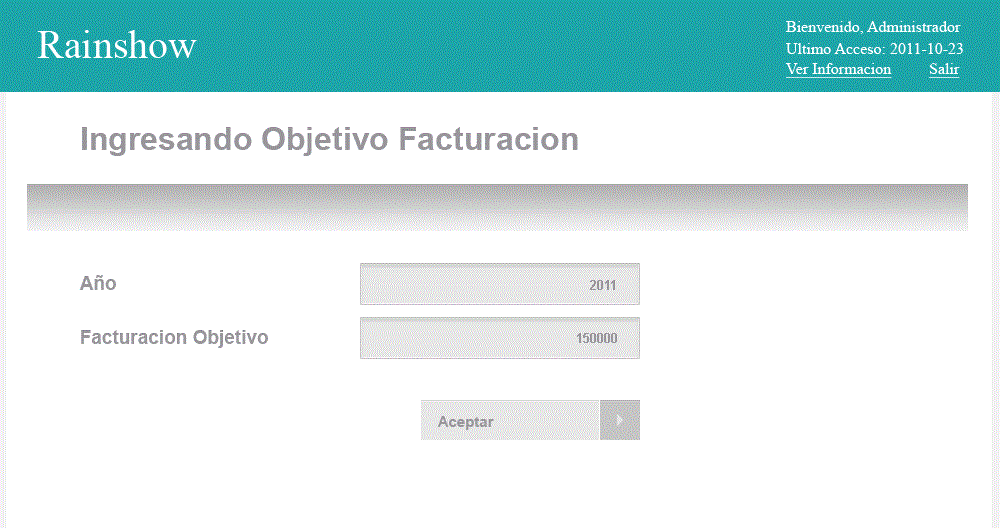 Rainshow
Bienvenido, Administrador
Ultimo Acceso: 2011-10-23
Ver Informacion Salir
Ingresando Objetivo Facturacion
Año 2011
Facturacion Objetivo 150000
Aceptar